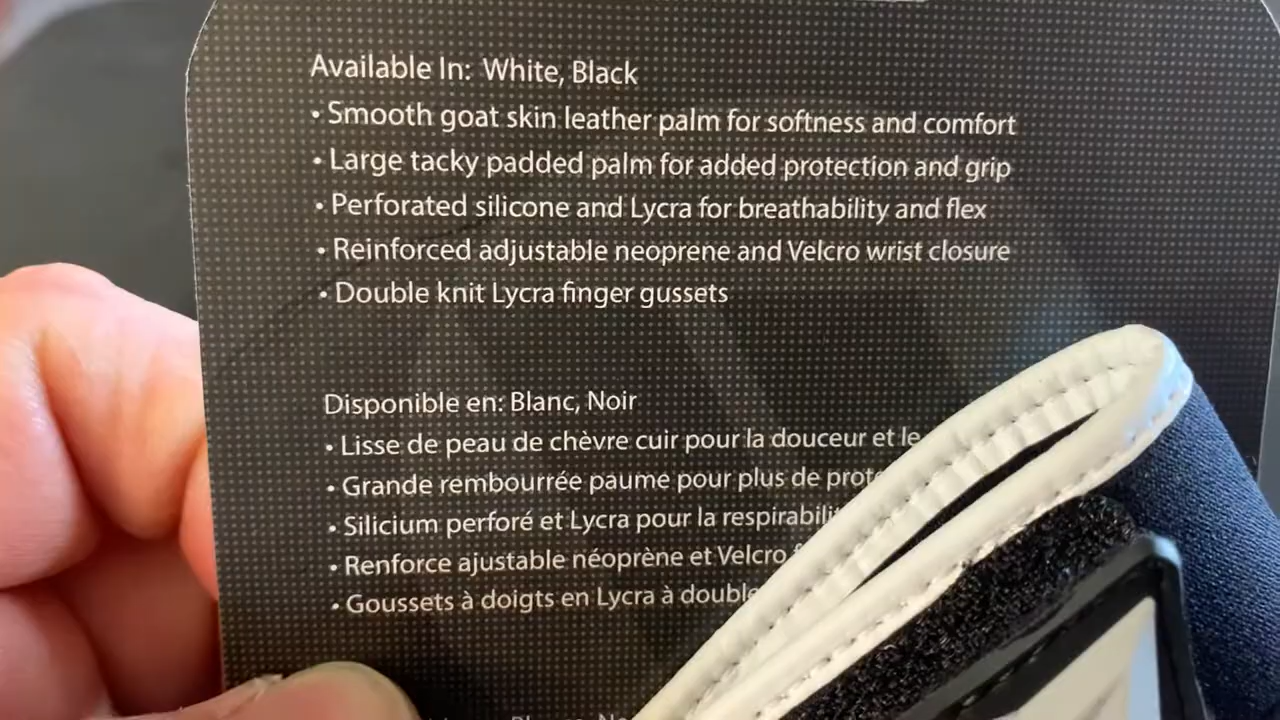 Available In: White, Black
• Smooth goat skin leather palm for softness and comfort
• Large tacky padded palm for added protection and grip
• Perforated silicone and Lycra for breathability and flex
• Reinforced adjustable neoprene and Velcro wrist closure
• Double knit Lycra finger gussets
Disponible en: Blanc, Noir
• Lisse de peau de chèvre cuir pour la douceur et le
• Grande rembourrée paume pour plus de
• Silicium perforé et Lycra pour la
• Renforce ajustable néoprène et Velcro
• Goussets à doigts en Lycra à double